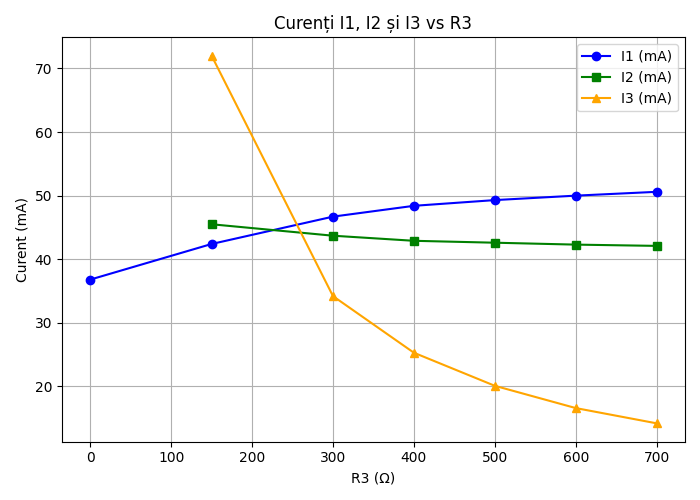 Curenți I1, I2 și I3 vs R3
I1 (mA)
I2 (mA)
I3 (mA)
Curent (mA)
70
60
50
40
30
20
0 100 200 300 400 500 600 700
R3 (Ω)